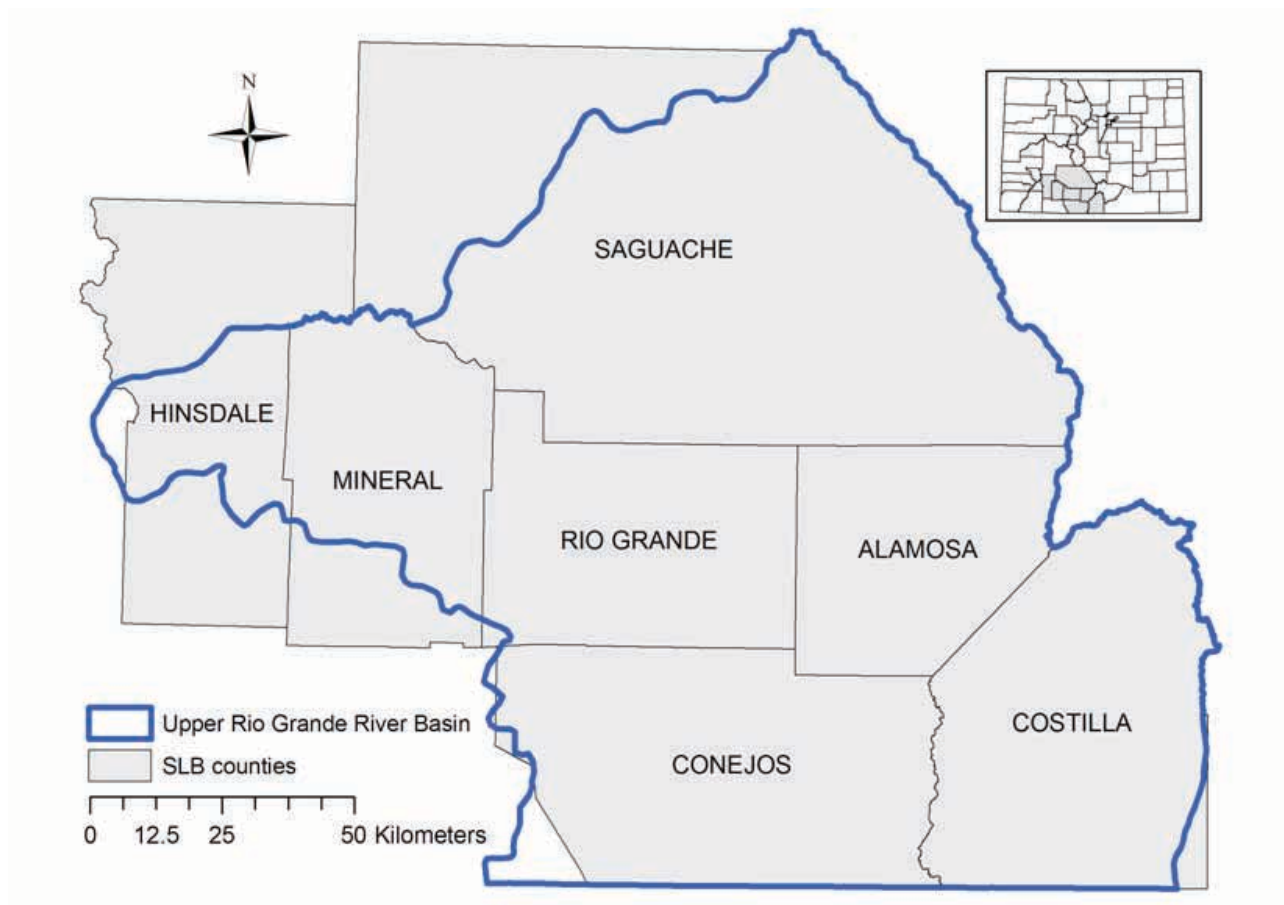 N
SAGUACHE
HINSDALE
MINERAL
RIO GRANDE
ALAMOSA
COSTILLA
CONEJOS
Upper Rio Grande River Basin
SLB counties
0 12.5 25 50 Kilometers